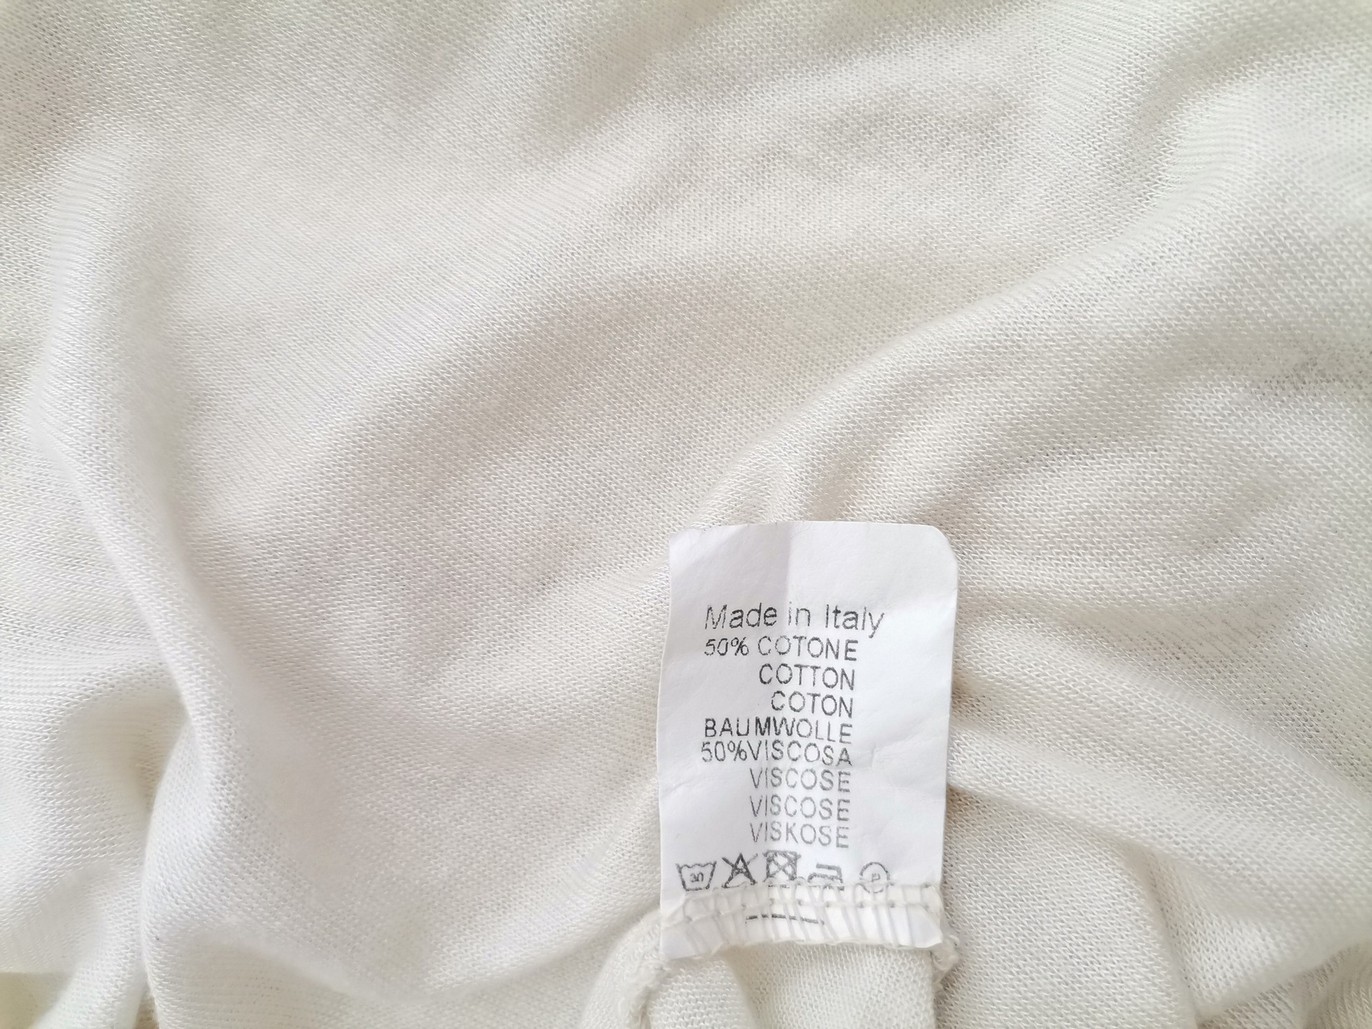 Made in Italy
50% COTONE
COTTON
COTON
BAUMWOLLE
50%VISCOSA
VISCOSE
VISCOSE
VISKOSE
P